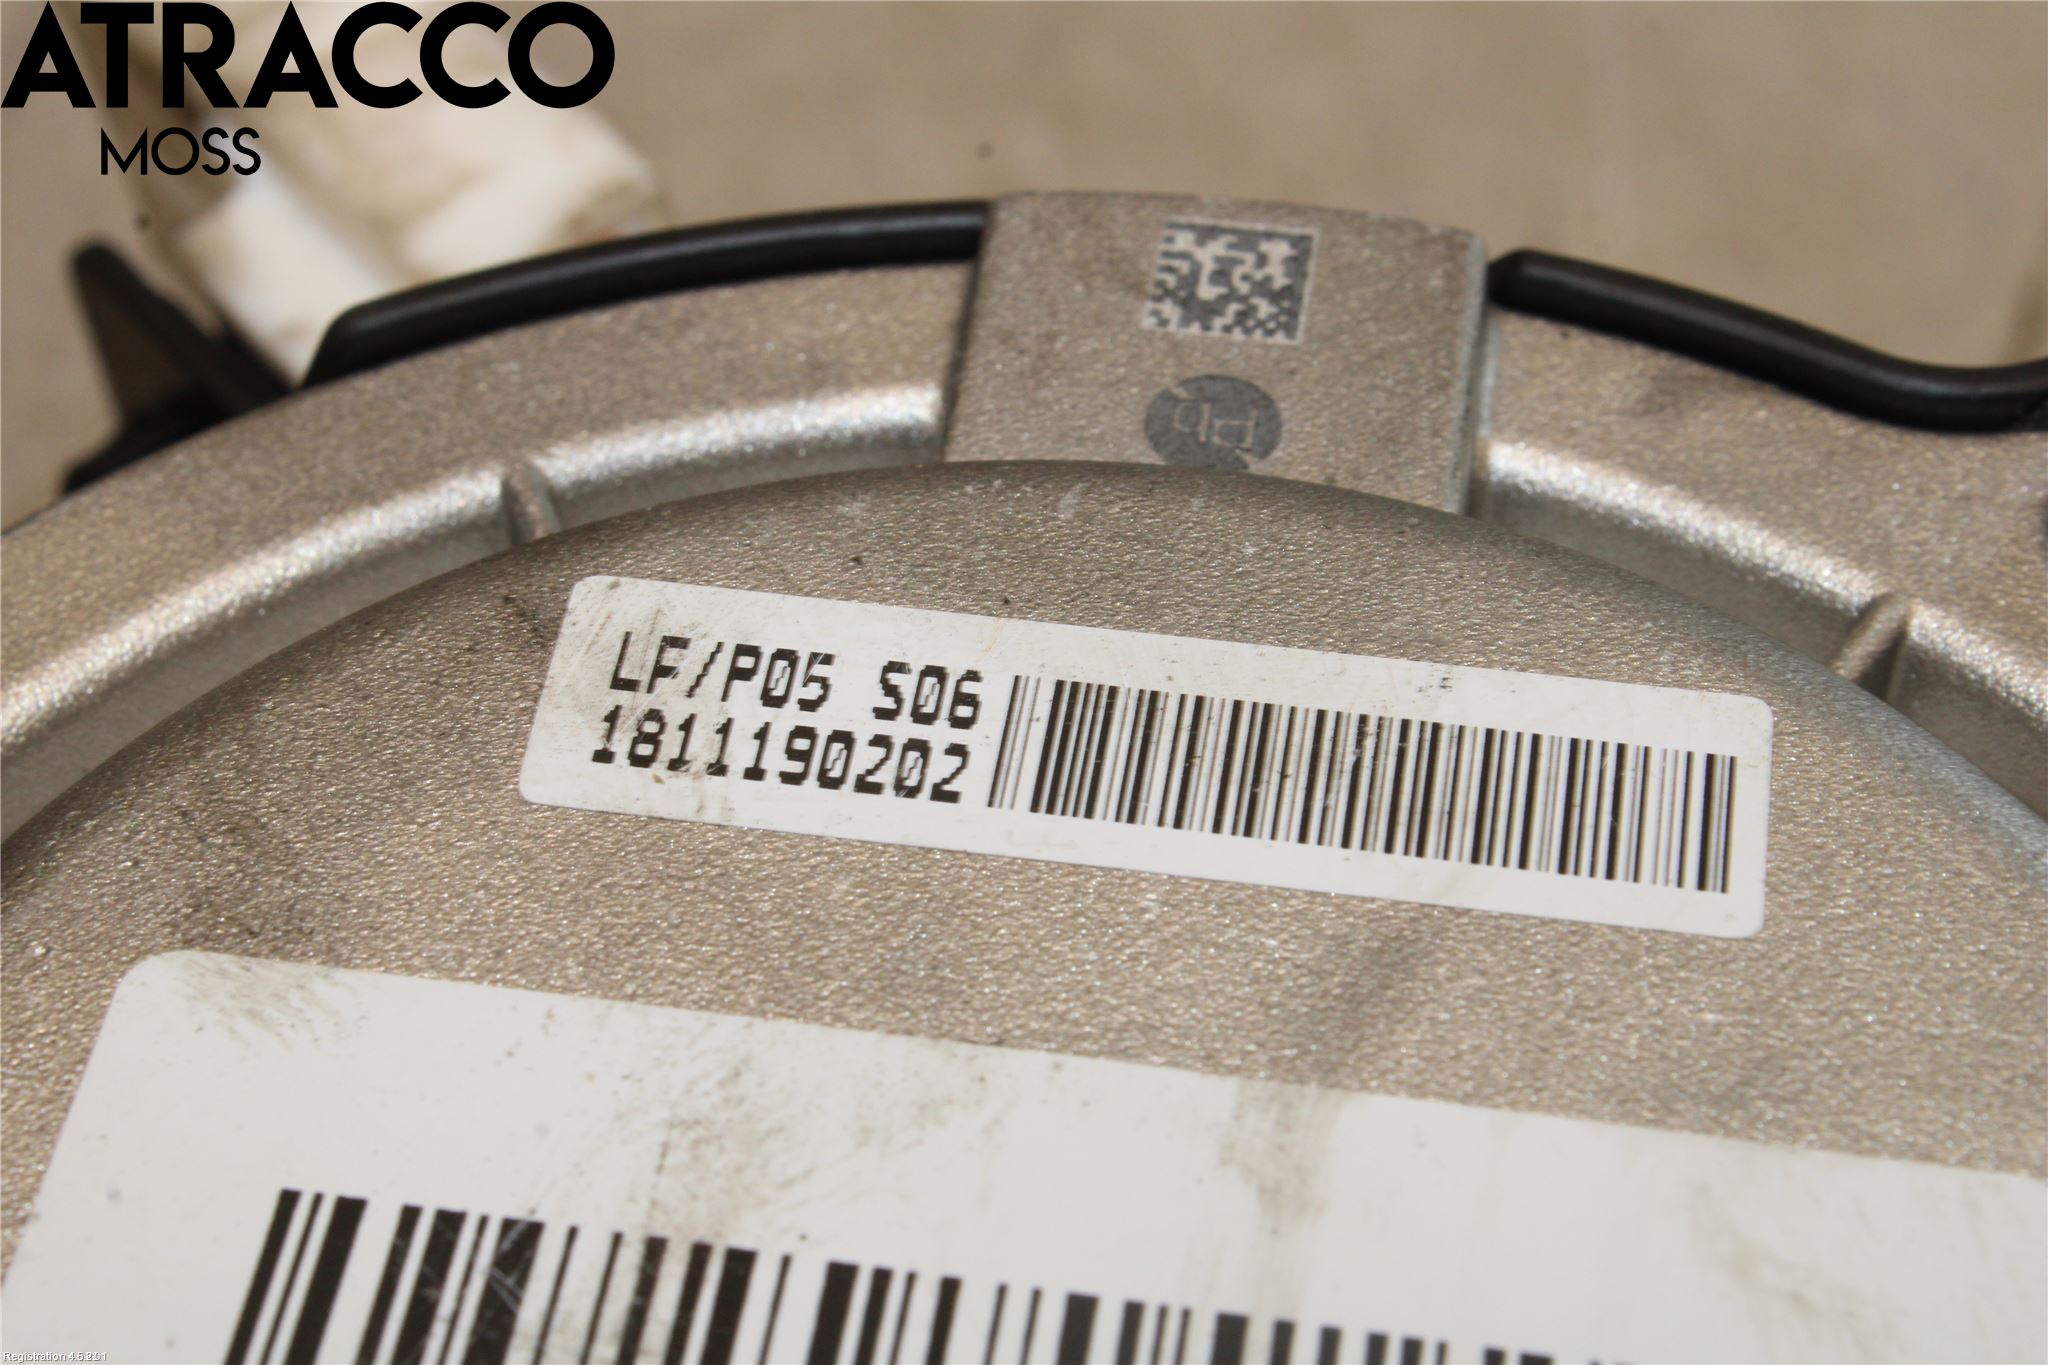 ATRACCO
MOSS
LF/P05 S06
1811190202